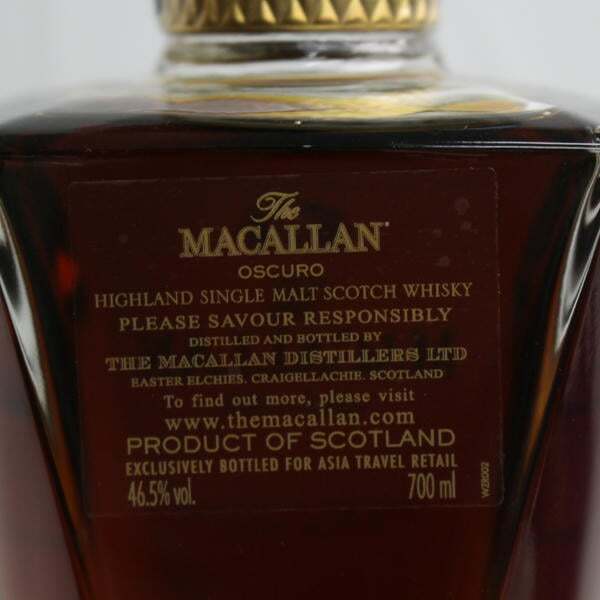 The
MACALLAN
OSCURO
HIGHLAND SINGLE MALT SCOTCH WHISKY
PLEASE SAVOUR RESPONSIBLY
DISTILLED AND BOTTLED BY
THE MACALLAN DISTILLERS LTD
EASTER ELCHIES, CRAIGELLACHIE, SCOTLAND
To find out more, please visit
www.themacallan.com
PRODUCT OF SCOTLAND
EXCLUSIVELY BOTTLED FOR ASIA TRAVEL RETAIL
46.5% vol. 700 ml